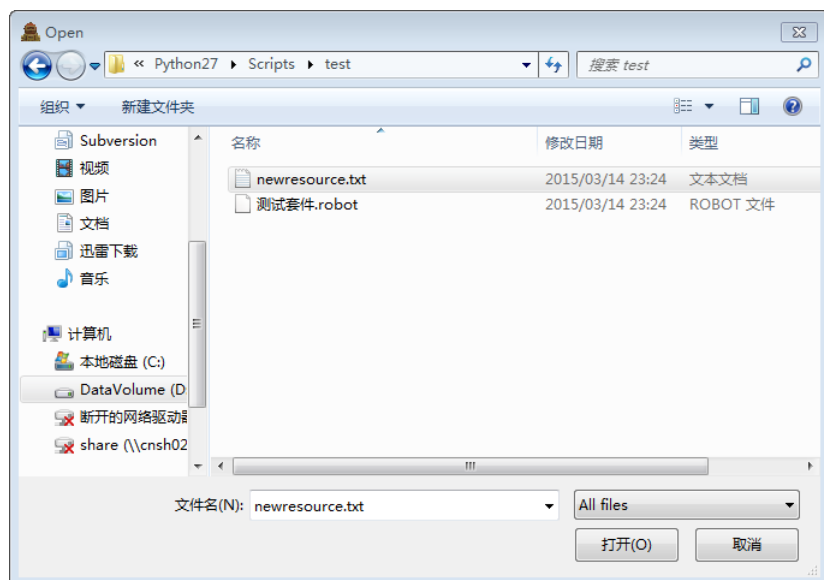 Open
« Python27 ▸ Scripts ▸ test
搜索 test
组织
新建文件夹
名称
修改日期
类型
Subversion
视频
图片
文档
迅雷下载
音乐
计算机
本地磁盘 (C:)
DataVolume (D
断开的网络驱动器
share (\\cnsh02
newresource.txt 2015/03/14 23:24 文本文档
测试套件.robot 2015/03/14 23:24 ROBOT 文件
文件名(N): newresource.txt
All files
打开(O)
取消